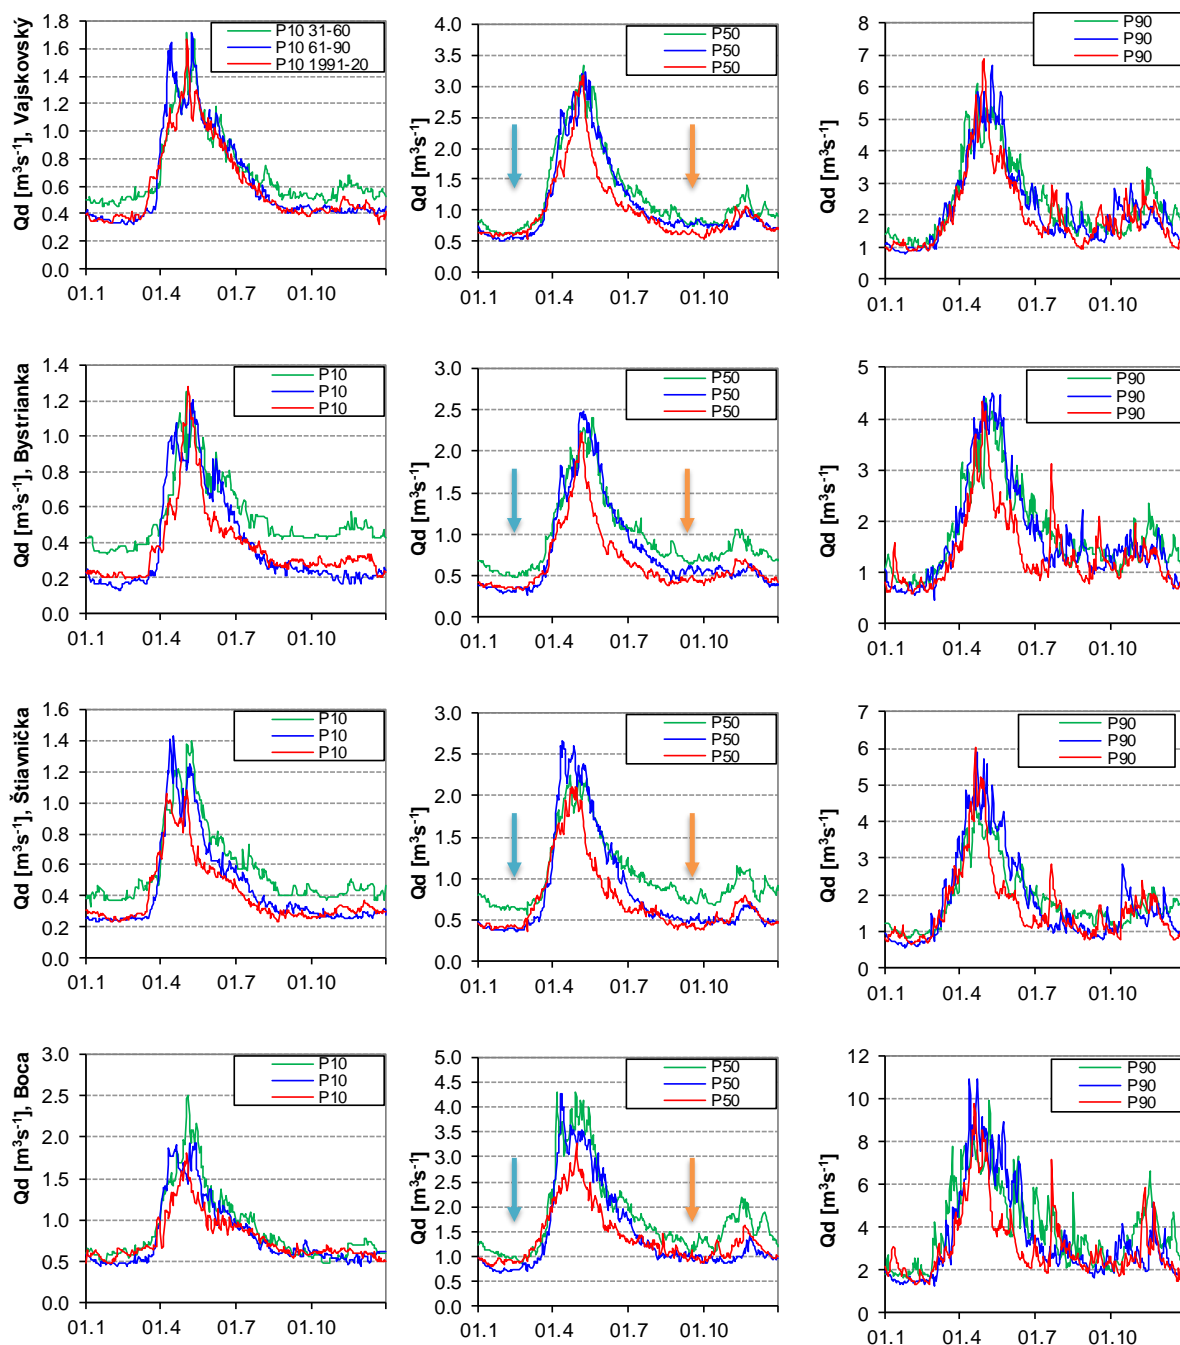 Qd [m³s⁻¹], Vajskovský
1.8
1.6
1.4
1.2
1.0
0.8
0.6
0.4
0.2
0.0
P10 31-60
P10 61-90
P10 1991-20
01.1 01.4 01.7 01.10
Qd [m³s⁻¹]
4.0
3.5
3.0
2.5
2.0
1.5
1.0
0.5
0.0
P50
P50
P50
01.1 01.4 01.7 01.10
Qd [m³s⁻¹]
8
7
6
5
4
3
2
1
0
P90
P90
P90
01.1 01.4 01.7 01.10
Qd [m³s⁻¹], Bystrianka
1.4
1.2
1.0
0.8
0.6
0.4
0.2
0.0
P10
P10
P10
01.1 01.4 01.7 01.10
Qd [m³s⁻¹]
3.0
2.5
2.0
1.5
1.0
0.5
0.0
P50
P50
P50
01.1 01.4 01.7 01.10
Qd [m³s⁻¹]
5
4
3
2
1
0
P90
P90
P90
01.1 01.4 01.7 01.10
Qd [m³s⁻¹], Štiavnička
1.6
1.4
1.2
1.0
0.8
0.6
0.4
0.2
0.0
P10
P10
P10
01.1 01.4 01.7 01.10
Qd [m³s⁻¹]
3.0
2.5
2.0
1.5
1.0
0.5
0.0
P50
P50
P50
01.1 01.4 01.7 01.10
Qd [m³s⁻¹]
7
6
5
4
3
2
1
0
P90
P90
P90
01.1 01.4 01.7 01.10
Qd [m³s⁻¹], Boca
3.0
2.5
2.0
1.5
1.0
0.5
0.0
P10
P10
P10
01.1 01.4 01.7 01.10
Qd [m³s⁻¹]
5.0
4.5
4.0
3.5
3.0
2.5
2.0
1.5
1.0
0.5
0.0
P50
P50
P50
01.1 01.4 01.7 01.10
Qd [m³s⁻¹]
12
10
8
6
4
2
0
P90
P90
P90
01.1 01.4 01.7 01.10